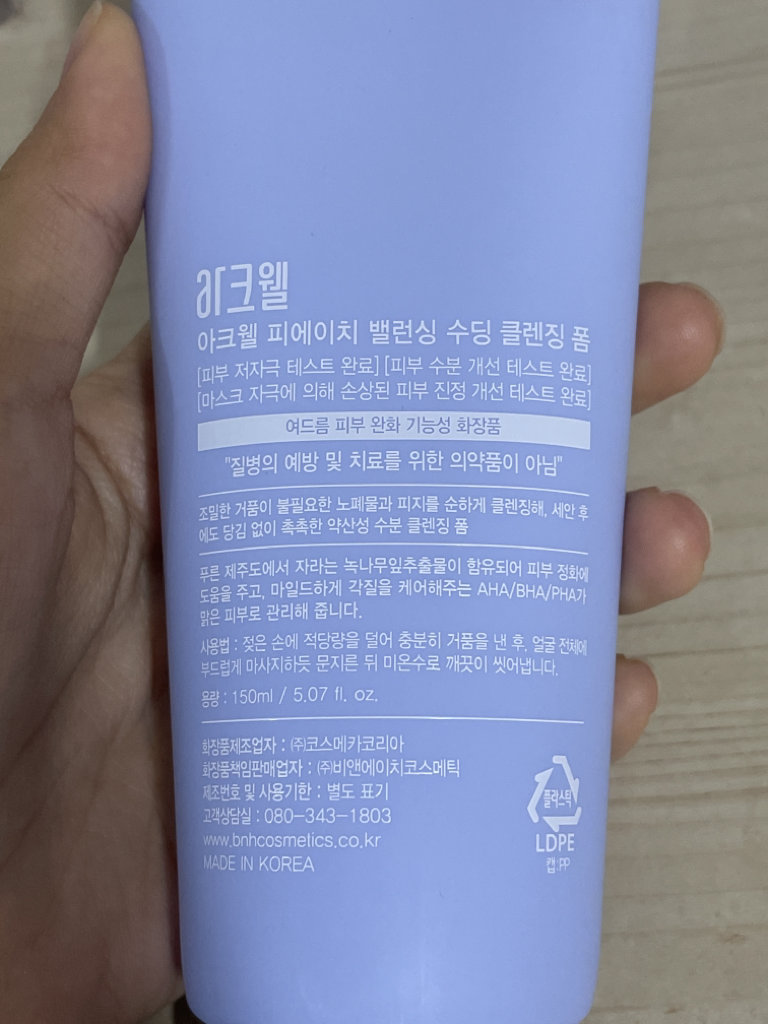 아크웰
아크웰 피에이치 밸런싱 수딩 클렌징 폼
[피부 저자극 테스트 완료] [피부 수분 개선 테스트 완료]
[마스크 자극에 의해 손상된 피부 진정 개선 테스트 완료]
여드름 피부 완화 기능성 화장품
"질병의 예방 및 치료를 위한 의약품이 아님"
조밀한 거품이 불필요한 노폐물과 피지를 순하게 클렌징해, 세안 후
에도 당김 없이 촉촉한 약산성 수분 클렌징 폼
푸른 제주도에서 자라는 녹나무잎추출물이 함유되어 피부 정화에
도움을 주고, 마일드하게 각질을 케어해주는 AHA/BHA/PHA가
맑은 피부로 관리해 줍니다.
사용법 : 젖은 손에 적당량을 덜어 충분히 거품을 낸 후, 얼굴 전체에
부드럽게 마사지하듯 문지른 뒤 미온수로 깨끗이 씻어냅니다.
용량 : 150ml / 5.07 fl. oz.
화장품제조업자 : ㈜코스메카코리아
화장품책임판매업자 : ㈜비앤에이치코스메틱
제조번호 및 사용기한 : 별도 표기
고객상담실 : 080-343-1803
www.bnhcosmetics.co.kr
MADE IN KOREA
플라스틱
LDPE
캡:PP